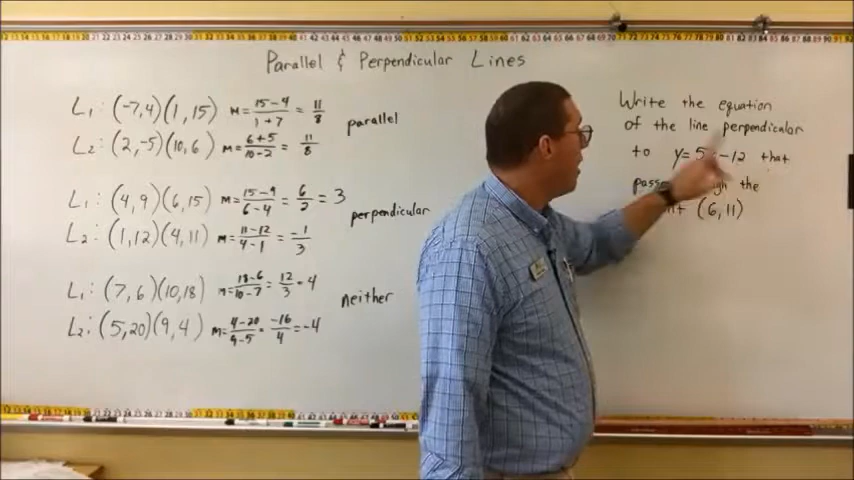 Parallel & Perpendicular Lines
L₁: (-7,4)(1,15) m=(15-4)/(1+7) = 11/8
L₂: (2,-5)(10,6) m=(6+5)/(10-2) = 11/8
parallel
L₁: (4,9)(6,15) m=(15-9)/(6-4) = 6/2 = 3
L₂: (1,12)(4,11) m=(11-12)/(4-1) = -1/3
perpendicular
L₁: (7,6)(10,18) m=(18-6)/(10-7) = 12/3 = 4
L₂: (5,20)(9,4) m=(4-20)/(9-5) = -16/4 = -4
neither
Write the equation
of the line perpendicular
to y=5 -12 that
the
(6,11)